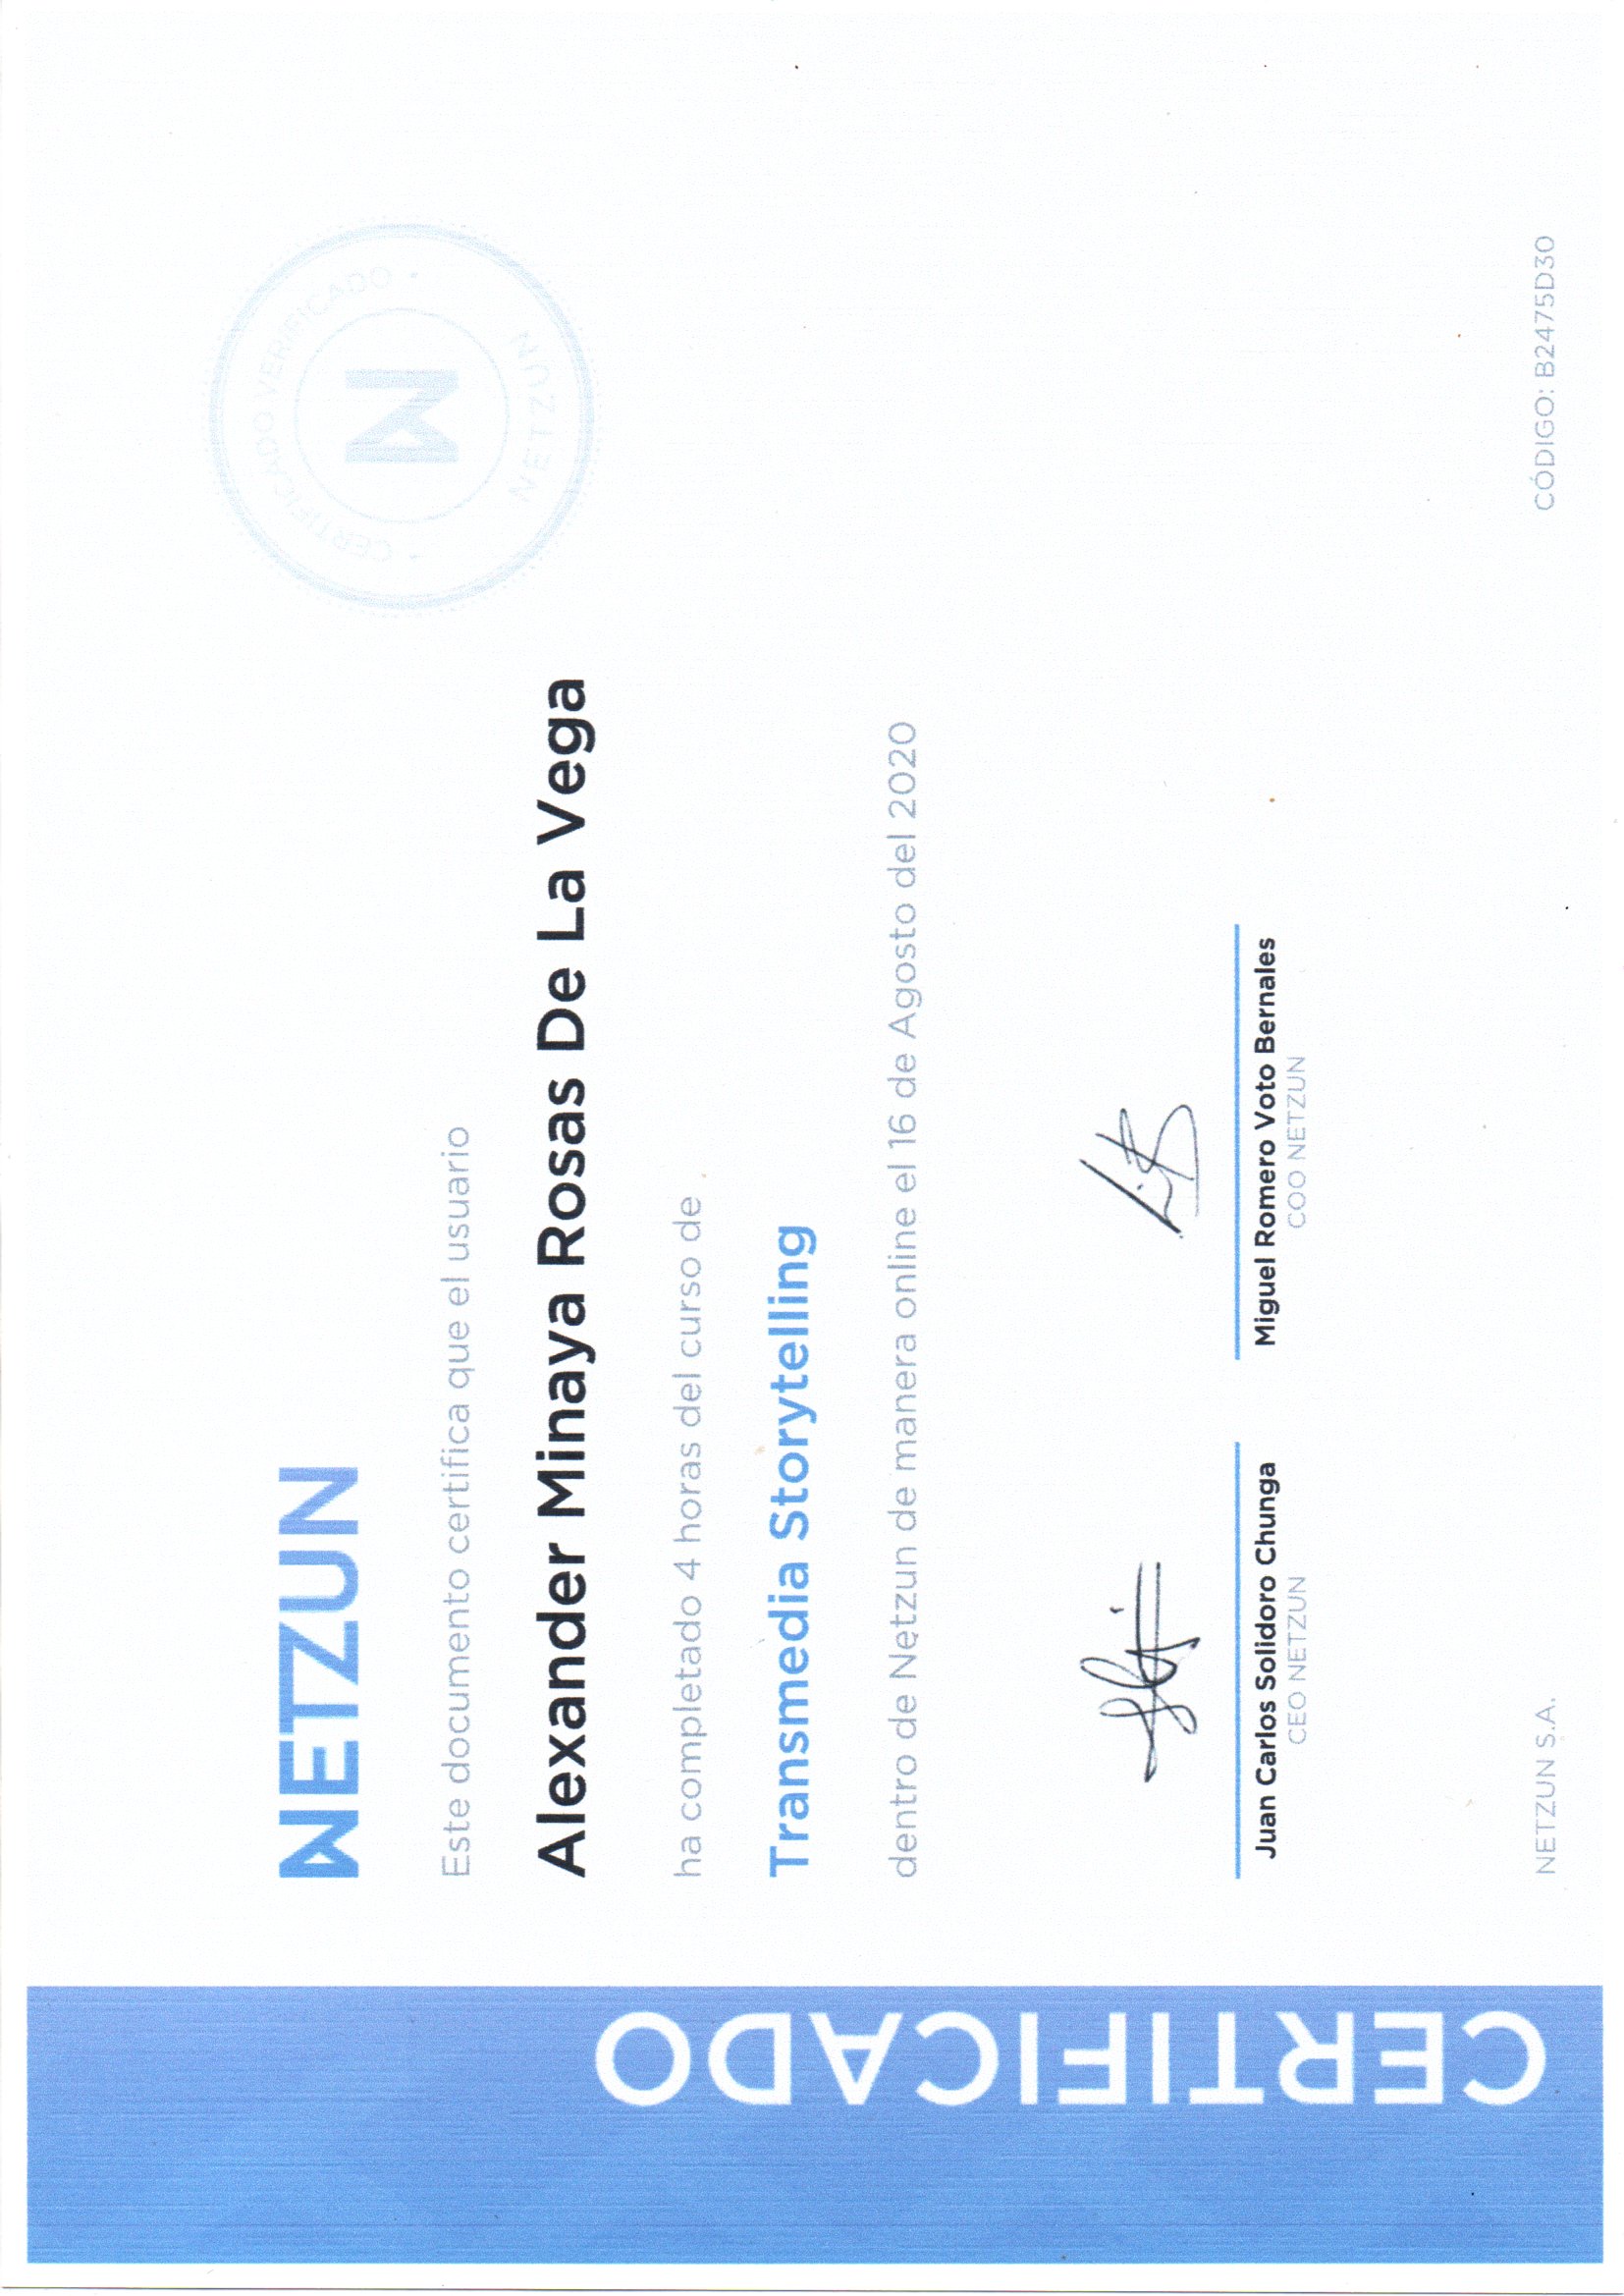 CERTIFICADO
NETZUN
CERTIFICADO VERIFICADO
N
NETZUN
Este documento certifica que el usuario
Alexander Minaya Rosas De La Vega
ha completado 4 horas del curso de
Transmedia Storytelling
dentro de Netzun de manera online el 16 de Agosto del 2020
Juan Carlos Solidoro Chunga
CEO NETZUN
Miguel Romero Voto Bernales
COO NETZUN
NETZUN S.A.
CÓDIGO: B2475D30